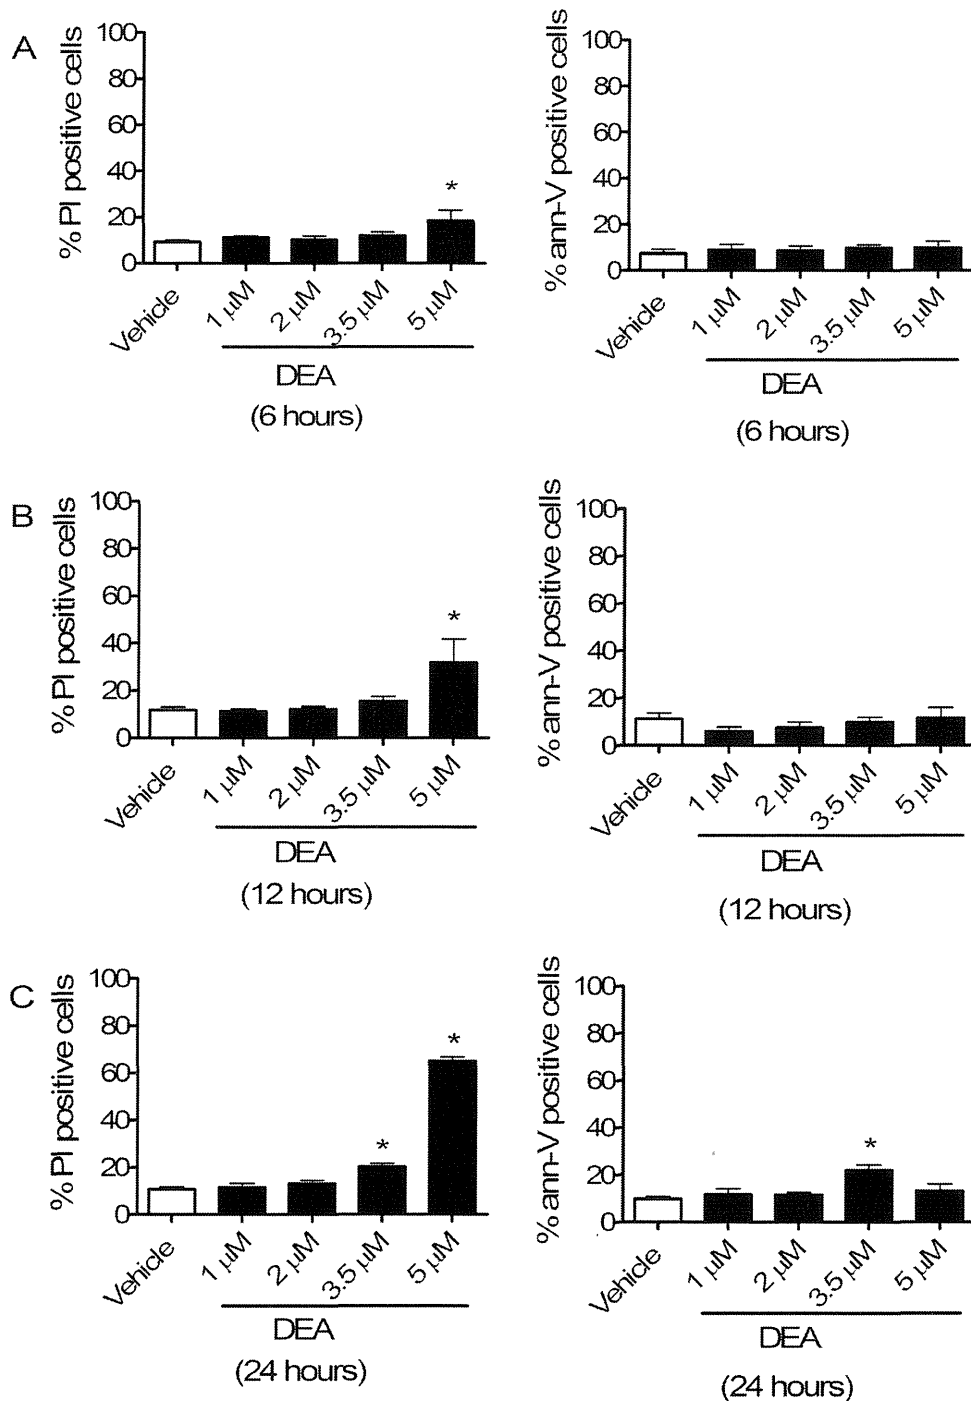 A
% PI positive cells
100
80
60
40
20
0
*
Vehicle
1 µM
2 µM
3.5 µM
5 µM
DEA
(6 hours)
% ann-V positive cells
100
80
60
40
20
0
Vehicle
1 µM
2 µM
3.5 µM
5 µM
DEA
(6 hours)
B
% PI positive cells
100
80
60
40
20
0
*
Vehicle
1 µM
2 µM
3.5 µM
5 µM
DEA
(12 hours)
% ann-V positive cells
100
80
60
40
20
0
Vehicle
1 µM
2 µM
3.5 µM
5 µM
DEA
(12 hours)
C
% PI positive cells
100
80
60
40
20
0
*
*
Vehicle
1 µM
2 µM
3.5 µM
5 µM
DEA
(24 hours)
% ann-V positive cells
100
80
60
40
20
0
*
Vehicle
1 µM
2 µM
3.5 µM
5 µM
DEA
(24 hours)